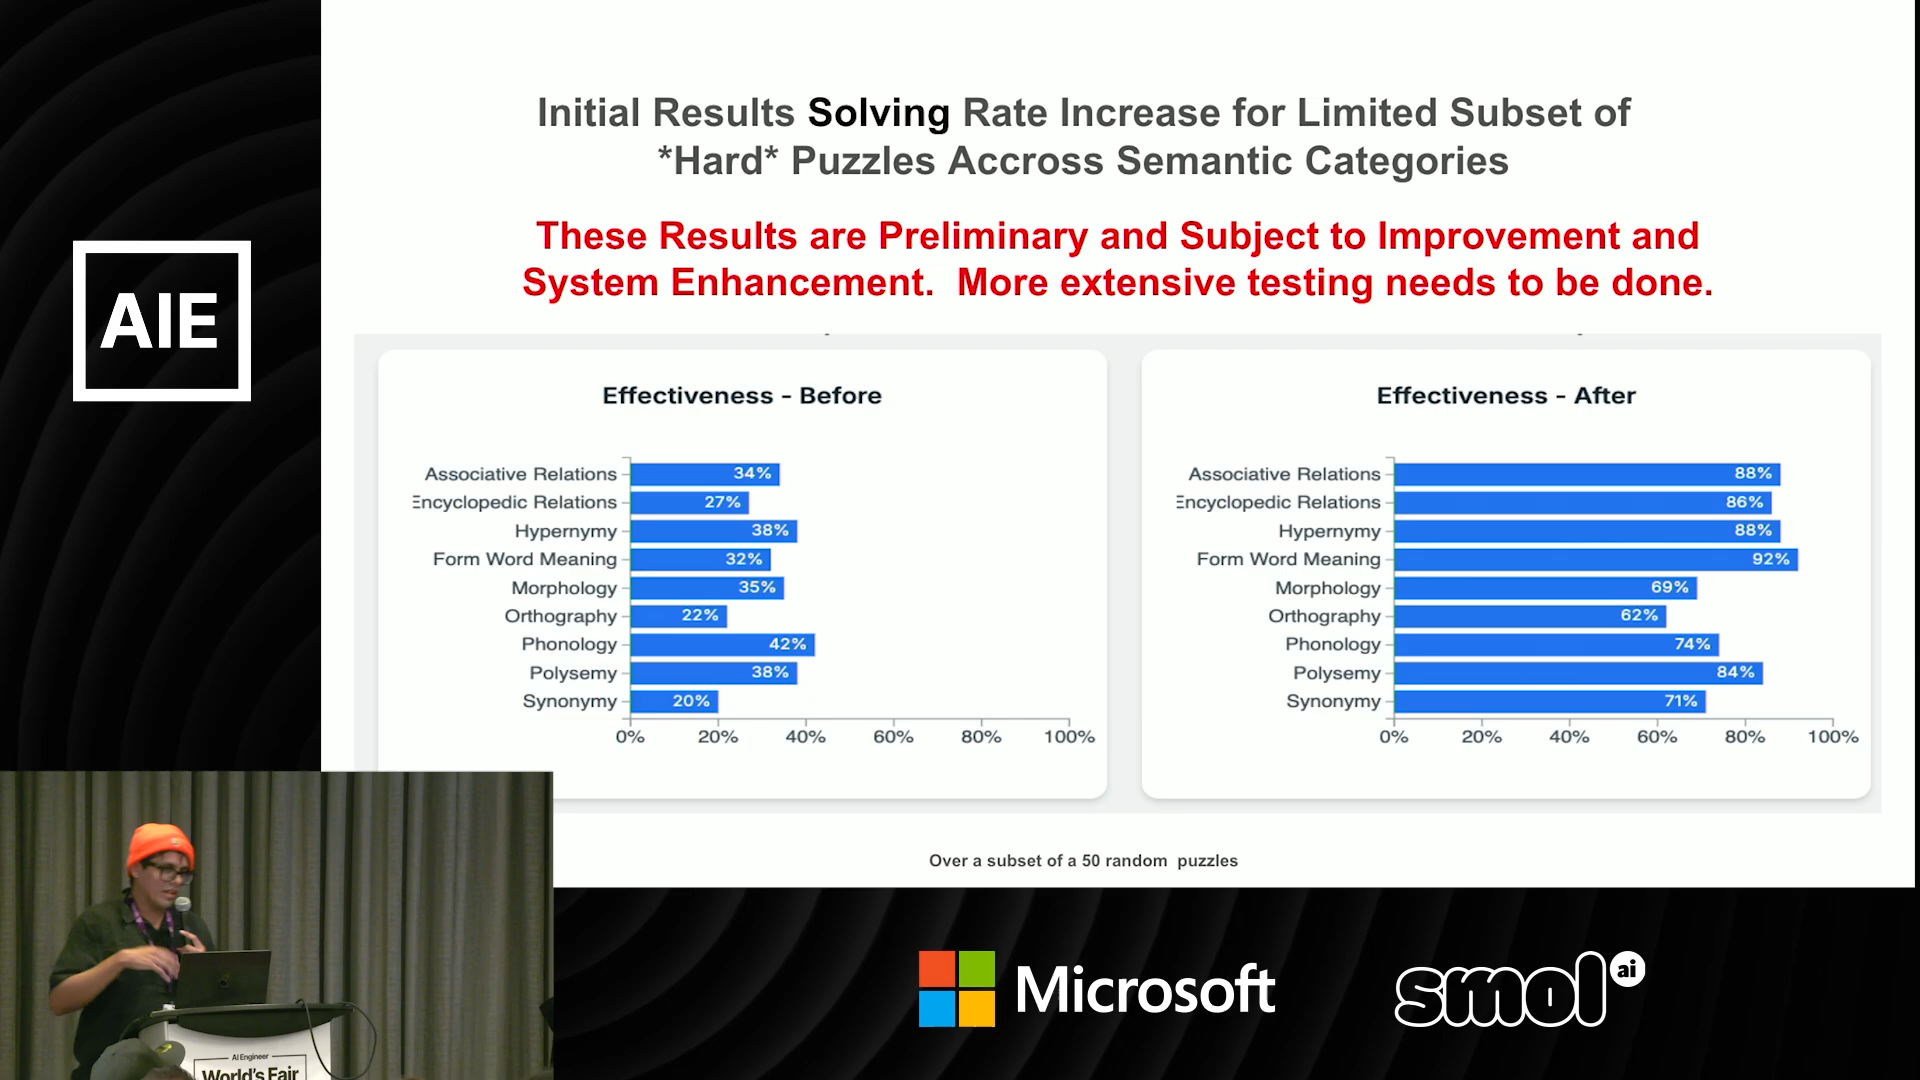 Initial Results Solving Rate Increase for Limited Subset of
*Hard* Puzzles Accross Semantic Categories
These Results are Preliminary and Subject to Improvement and
System Enhancement. More extensive testing needs to be done.
AIE
Effectiveness - Before
Associative Relations 34%
Encyclopedic Relations 27%
Hypernymy 38%
Form Word Meaning 32%
Morphology 35%
Orthography 22%
Phonology 42%
Polysemy 38%
Synonymy 20%
0% 20% 40% 60% 80% 100%
Effectiveness - After
Associative Relations 88%
Encyclopedic Relations 86%
Hypernymy 88%
Form Word Meaning 92%
Morphology 69%
Orthography 62%
Phonology 74%
Polysemy 84%
Synonymy 71%
0% 20% 40% 60% 80% 100%
Over a subset of a 50 random puzzles
Microsoft
smol ai
AI Engineer
World's Fair